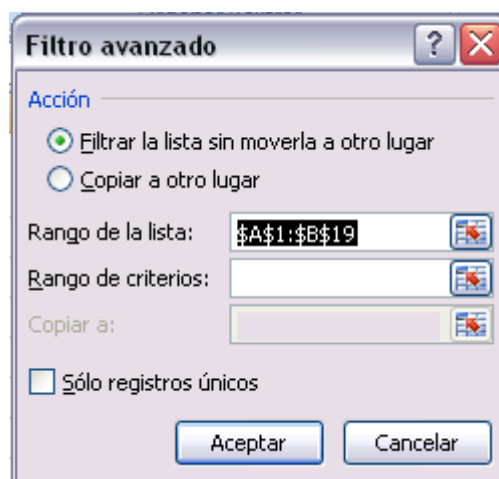 Filtro avanzado
Acción
Filtrar la lista sin moverla a otro lugar
Copiar a otro lugar
Rango de la lista: $A$1:$B$19
Rango de criterios:
Copiar a:
Sólo registros únicos
Aceptar Cancelar